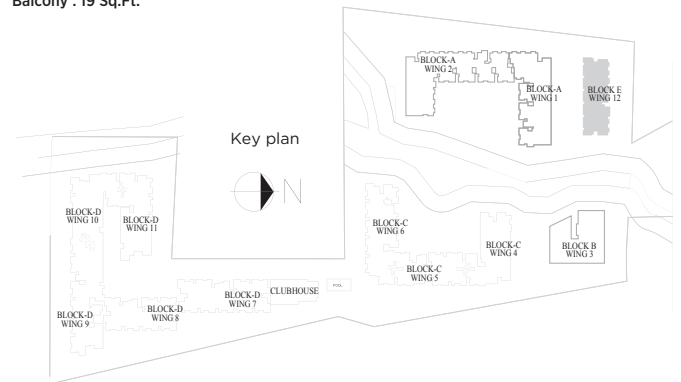 Balcony : 19 Sq.Ft.
BLOCK-A
WING 2
BLOCK-A
WING 1
BLOCK E
WING 12
Key plan
N
BLOCK-D
WING 10
BLOCK-D
WING 11
BLOCK-C
WING 6
BLOCK-C
WING 4
BLOCK B
WING 3
BLOCK-C
WING 5
BLOCK-D
WING 7
CLUBHOUSE
POOL
BLOCK-D
WING 8
BLOCK-D
WING 9